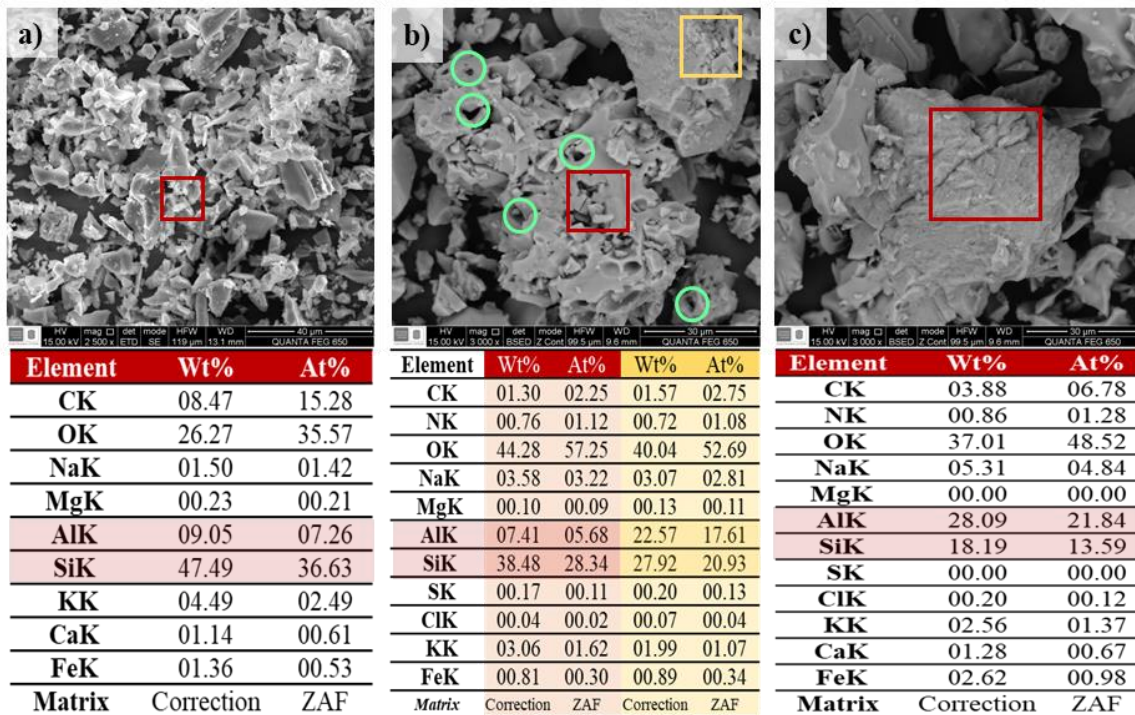 a)
HV mag □ det mode HFW WD 40 µm
15.00 kV 2 500 x ETD SE 119 µm 13.1 mm QUANTA FEG 650
Element Wt% At%
CK 08.47 15.28
OK 26.27 35.57
NaK 01.50 01.42
MgK 00.23 00.21
AlK 09.05 07.26
SiK 47.49 36.63
KK 04.49 02.49
CaK 01.14 00.61
FeK 01.36 00.53
Matrix Correction ZAF
b)
HV mag □ det mode HFW WD 30 µm
15.00 kV 3 000 x BSED Z Cont 99.5 µm 9.6 mm QUANTA FEG 650
Element Wt% At% Wt% At%
CK 01.30 02.25 01.57 02.75
NK 00.76 01.12 00.72 01.08
OK 44.28 57.25 40.04 52.69
NaK 03.58 03.22 03.07 02.81
MgK 00.10 00.09 00.13 00.11
AlK 07.41 05.68 22.57 17.61
SiK 38.48 28.34 27.92 20.93
SK 00.17 00.11 00.20 00.13
ClK 00.04 00.02 00.07 00.04
KK 03.06 01.62 01.99 01.07
FeK 00.81 00.30 00.89 00.34
Matrix Correction ZAF Correction ZAF
c)
HV mag □ det mode HFW WD 30 µm
15.00 kV 3 000 x BSED Z Cont 99.5 µm 9.6 mm QUANTA FEG 650
Element Wt% At%
CK 03.88 06.78
NK 00.86 01.28
OK 37.01 48.52
NaK 05.31 04.84
MgK 00.00 00.00
AlK 28.09 21.84
SiK 18.19 13.59
SK 00.00 00.00
ClK 00.20 00.12
KK 02.56 01.37
CaK 01.28 00.67
FeK 02.62 00.98
Matrix Correction ZAF